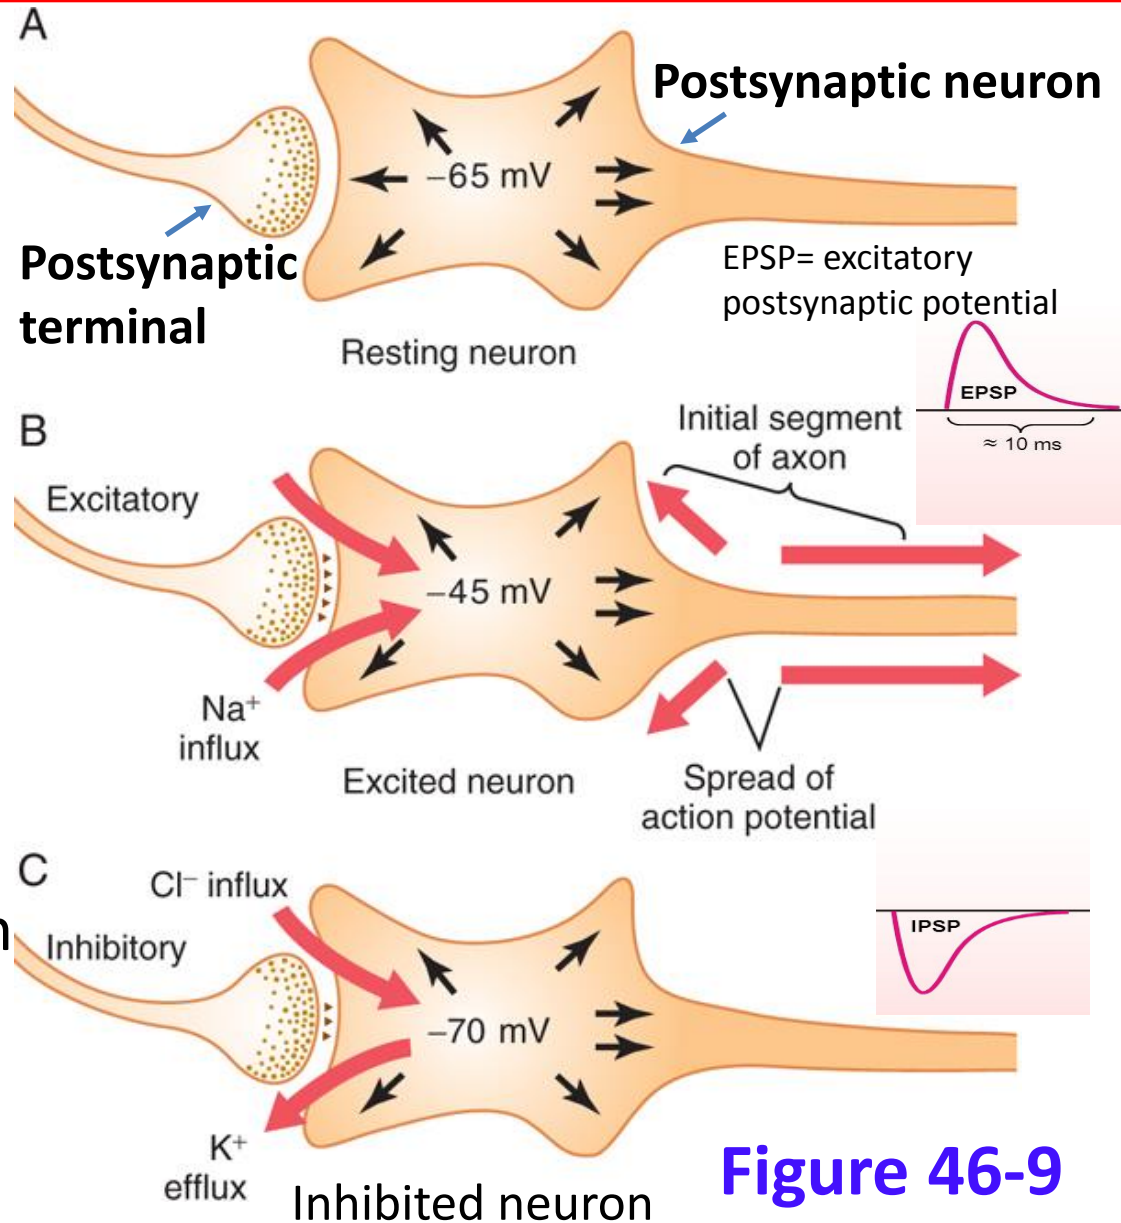 A
Postsynaptic neuron
−65 mV
Postsynaptic
terminal
EPSP= excitatory
postsynaptic potential
Resting neuron
EPSP
≈ 10 ms
B
Initial segment
of axon
Excitatory
−45 mV
Na⁺
influx
Excited neuron
Spread of
action potential
C
Cl⁻ influx
n
Inhibitory
IPSP
−70 mV
K⁺
efflux
Inhibited neuron
Figure 46-9